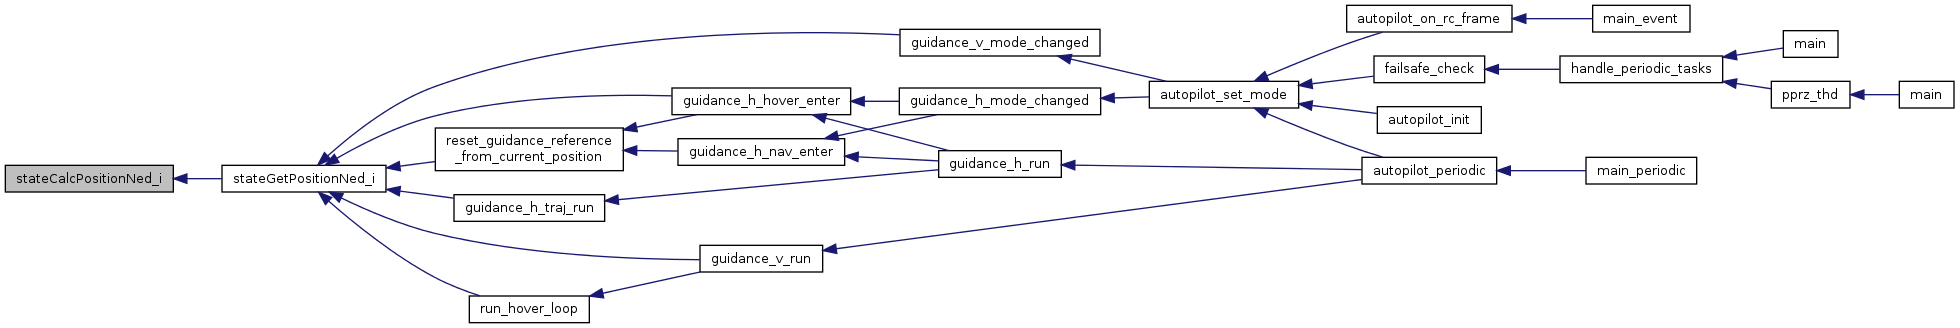 stateCalcPositionNed_i
stateGetPositionNed_i
guidance_v_mode_changed
guidance_h_hover_enter
reset_guidance_reference
_from_current_position
guidance_h_nav_enter
guidance_h_traj_run
guidance_v_run
run_hover_loop
guidance_h_mode_changed
guidance_h_run
autopilot_set_mode
autopilot_on_rc_frame
failsafe_check
autopilot_init
autopilot_periodic
main_event
handle_periodic_tasks
main_periodic
main
pprz_thd
main